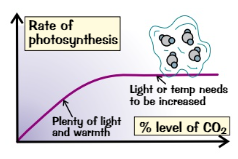 Rate of
photosynthesis
Light or temp needs
to be increased
Plenty of light
and warmth
% level of CO₂